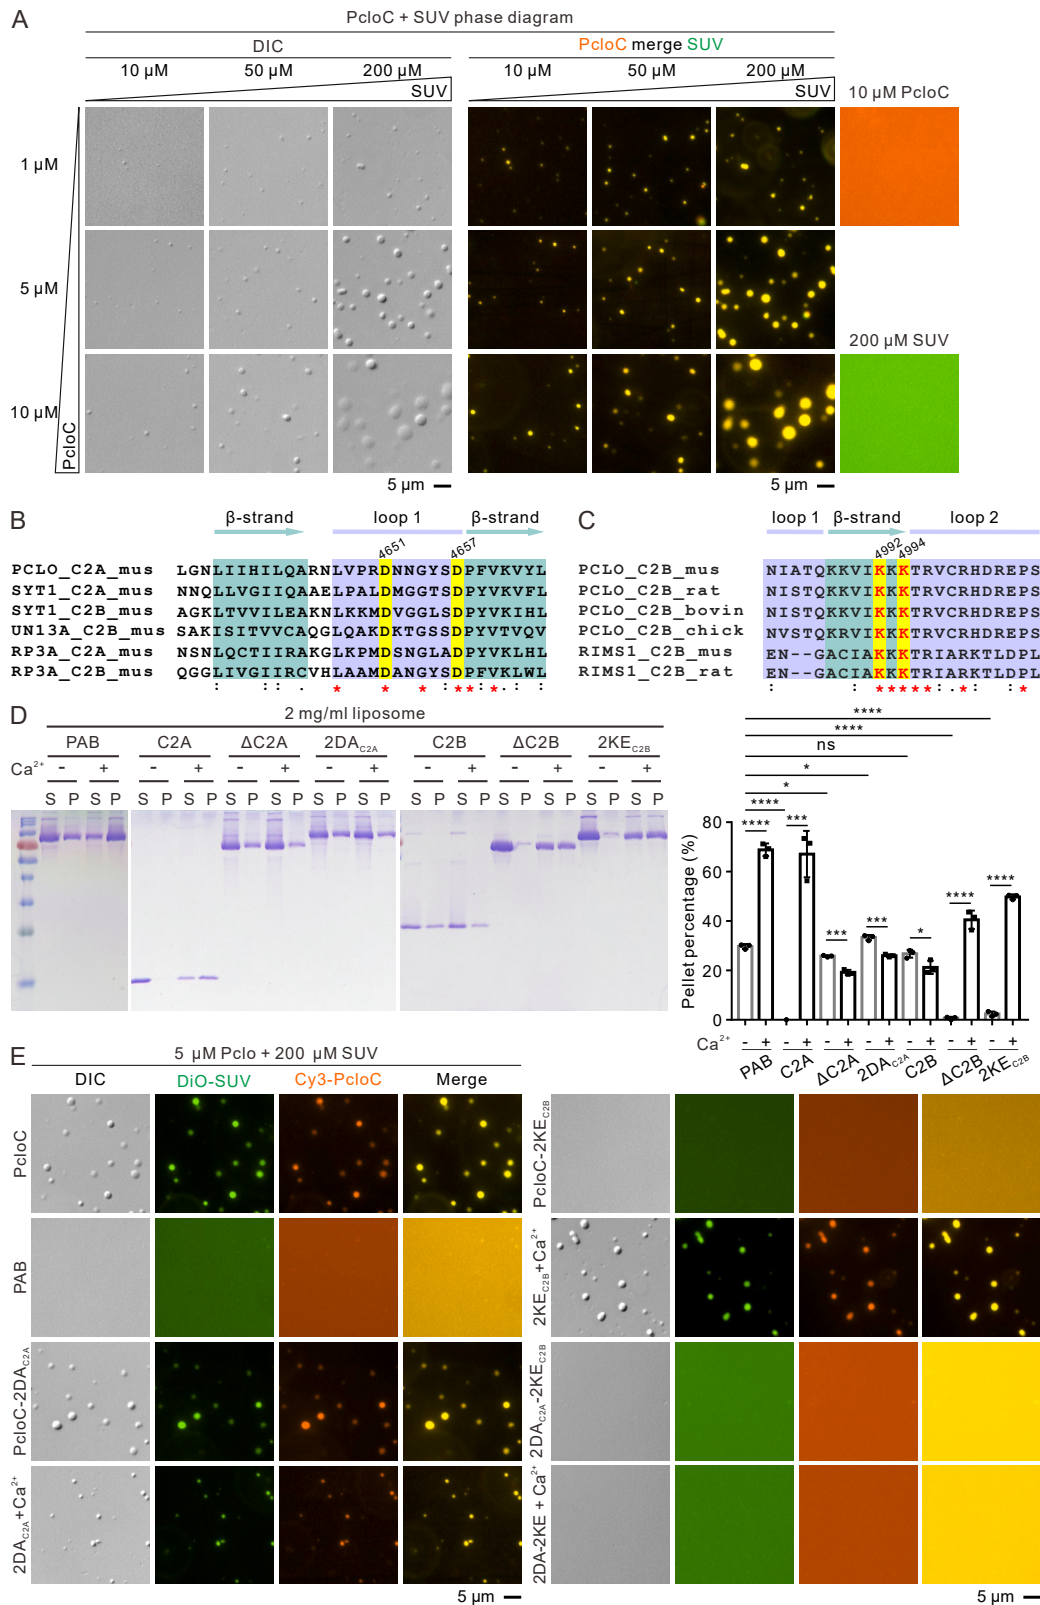 A
PcloC + SUV phase diagram
DIC
PcloC merge SUV
10 µM 50 µM 200 µM
10 µM 50 µM 200 µM
SUV
SUV
10 µM PcloC
1 µM
5 µM
10 µM
PcloC
200 µM SUV
5 µm
5 µm
B
β-strand loop 1 β-strand
4651 4657
PCLO_C2A_mus LGNLIIHILQARNLVPRDNNGYSDPFVKVYL
SYT1_C2A_mus NNQLLVGIIQAAELPALDMGGTSDPYVKVFL
SYT1_C2B_mus AGKLTVVILEAKNLKKMDVGGLSDPYVKIHL
UN13A_C2B_mus SAKISITVVCAQGLQAKDKTGSSDPYVTVQV
RP3A_C2A_mus NSNLQCTIIRAKGLKPMDSNGLADPYVKLHL
RP3A_C2B_mus QGGLIVGIIRCVHLAAMDANGYSDPFVKLWL
: :: . * * * ** * : :
C
loop 1 β-strand loop 2
4992 4994
PCLO_C2B_mus NIATQKKVIKKKTRVCRHDREPS
PCLO_C2B_rat NISTQKKVIKKKTRVCRHDREPS
PCLO_C2B_bovin NISTQKKVIKKKTRVCRHDREPS
PCLO_C2B_chick NVSTQKRVIKKKTRVCRHDREPS
RIMS1_C2B_mus EN--GACIAKKKTRIARKTLDPL
RIMS1_C2B_rat EN--GACIAKKKTRIARKTLDPL
: : *****:.*: :*
D
2 mg/ml liposome
PAB C2A ΔC2A 2DAC2A C2B ΔC2B 2KEC2B
Ca2+ - + - + - + - + - + - + - +
S P S P S P S P S P S P S P S P S P S P S P S P S P S P
****
****
ns
*
*
****
**** *** *** *** * **** ****
Pellet percentage (%)
80
60
40
20
0
Ca2+ - + - + - + - + - + - + - +
PAB C2A ΔC2A 2DAC2A C2B ΔC2B 2KEC2B
E
5 µM Pclo + 200 µM SUV
DIC DiO-SUV Cy3-PcloC Merge
PcloC
PAB
PcloC-2DAC2A
2DAC2A+Ca2+
5 µm
PcloC-2KEC2B
2KEC2B+Ca2+
2DAC2A-2KEC2B
2DA-2KE + Ca2+
5 µm